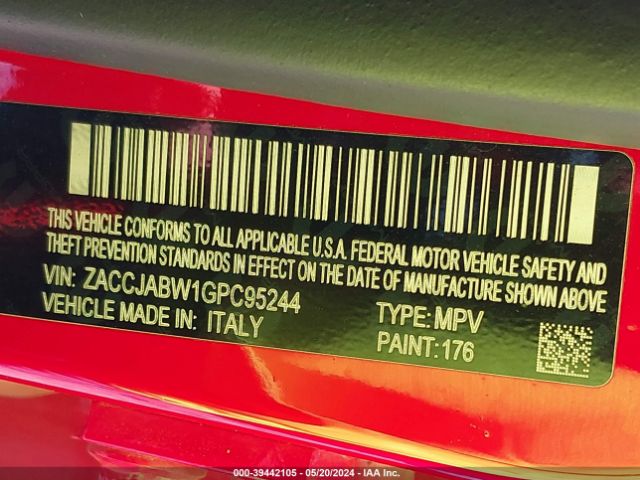 THIS VEHICLE CONFORMS TO ALL APPLICABLE U.S.A. FEDERAL MOTOR VEHICLE SAFETY AND
THEFT PREVENTION STANDARDS IN EFFECT ON THE DATE OF MANUFACTURE SHOWN ABOVE
VIN: ZACCJABW1GPC95244 TYPE: MPV
VEHICLE MADE IN: ITALY PAINT: 176
000-39442105 - 05/20/2024 - IAA Inc.